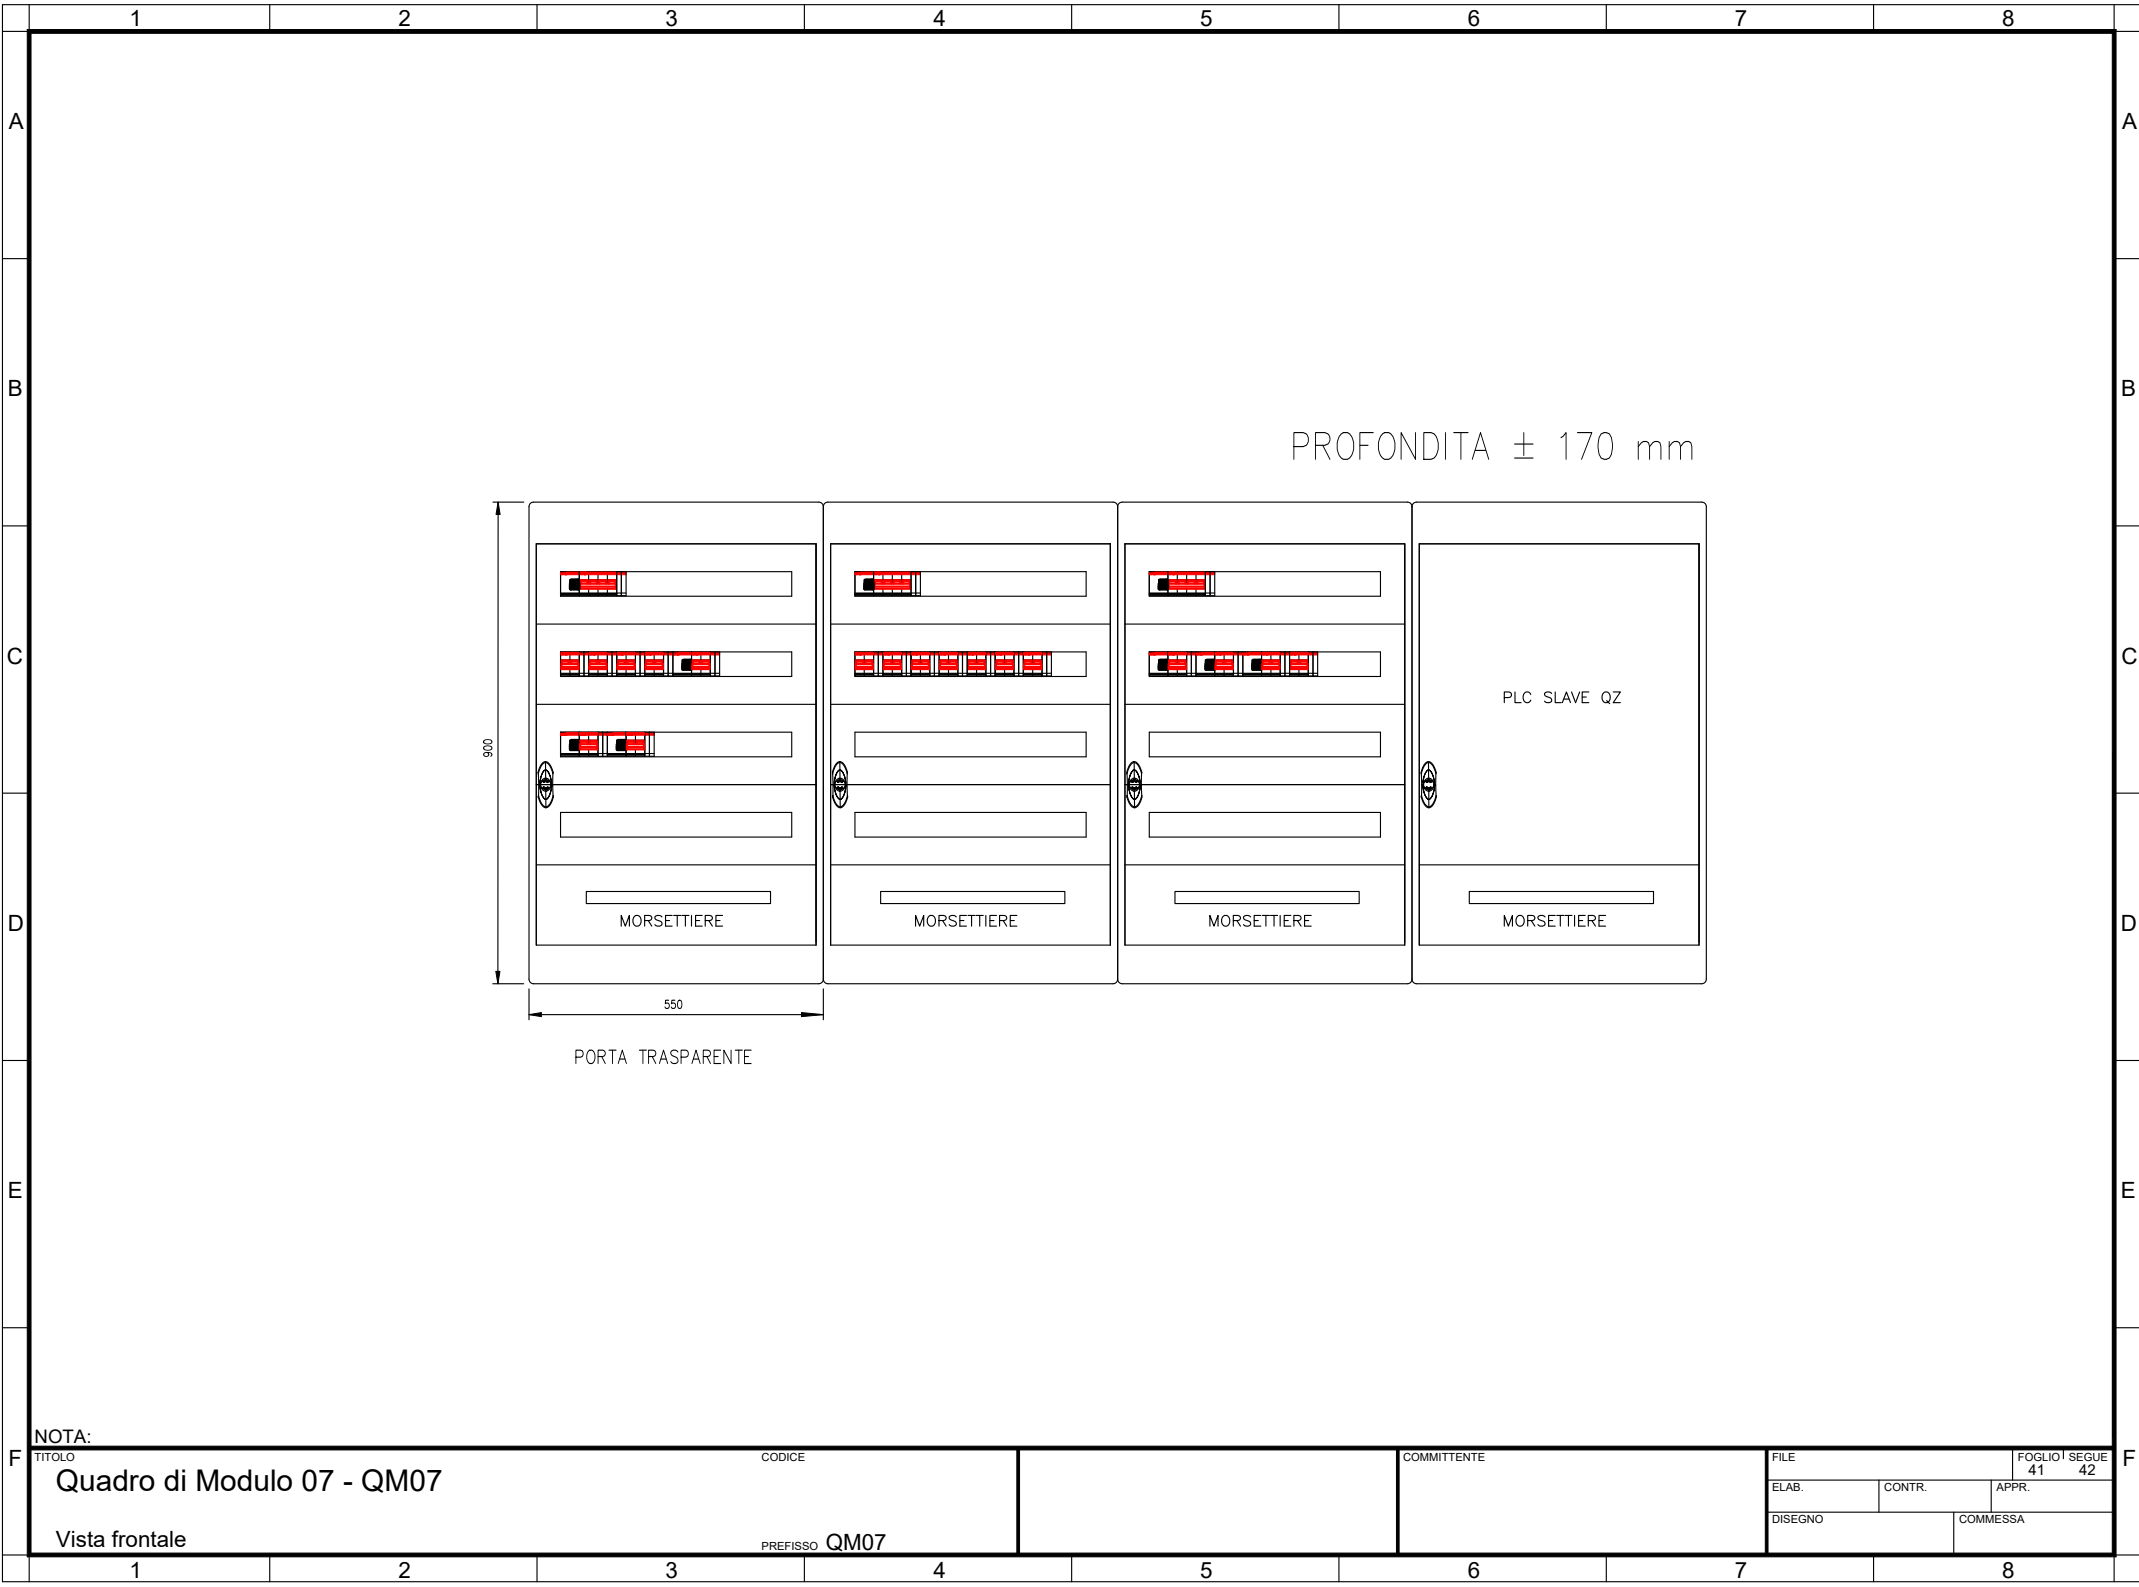 1 2 3 4 5 6 7 8
A A
B B
PROFONDITA ± 170 mm
C C
PLC SLAVE QZ
900
D D
MORSETTIERE MORSETTIERE MORSETTIERE MORSETTIERE
550
PORTA TRASPARENTE
E E
NOTA:
F F
TITOLO
Quadro di Modulo 07 - QM07
Vista frontale
CODICE
PREFISSO QM07
COMMITTENTE
FILE
FOGLIO SEGUE
41 42
ELAB. CONTR. APPR.
DISEGNO COMMESSA
1 2 3 4 5 6 7 8